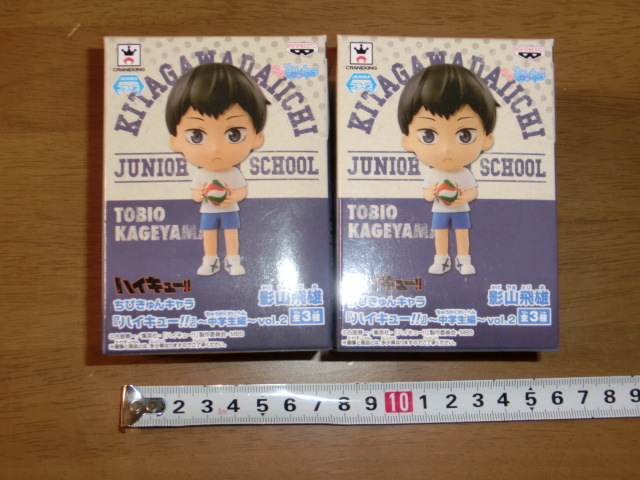 CRANEKING
BANPRESTO
KITAGAWADAIICHI
JUNIOR SCHOOL
TOBIO
KAGEYAMA
ハイキュー!!
ちびきゅんキャラ
影山飛雄
『ハイキュー!!』～中学生編～vol.2
全3種
CRANEKING
BANPRESTO
KITAGAWADAIICHI
JUNIOR SCHOOL
TOBIO
KAGEYAMA
キュー!!
ちびきゅんキャラ
影山飛雄
『ハイキュー!!』～中学生編～vol.2
全3種
2 3 4 5 6 7 8 9 10 1 2 3 4 5 6 7 8 9